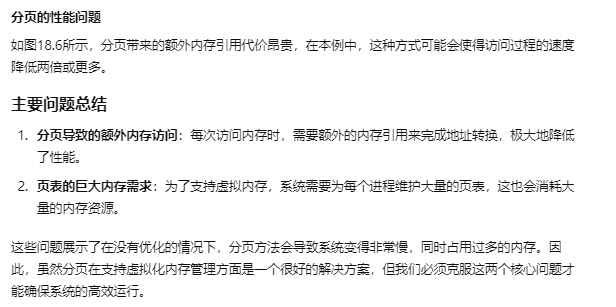 分页的性能问题
如图18.6所示，分页带来的额外内存引用代价昂贵，在本例中，这种方式可能会使得访问过程的速度
降低两倍或更多。
主要问题总结
1. 分页导致的额外内存访问：每次访问内存时，需要额外的内存引用来完成地址转换，极大地降低
了性能。
2. 页表的巨大内存需求：为了支持虚拟内存，系统需要为每个进程维护大量的页表，这也会消耗大
量的内存资源。
这些问题展示了在没有优化的情况下，分页方法会导致系统变得非常慢，同时占用过多的内存。因
此，虽然分页在支持虚拟化内存管理方面是一个很好的解决方案，但我们必须克服这两个核心问题才
能确保系统的高效运行。